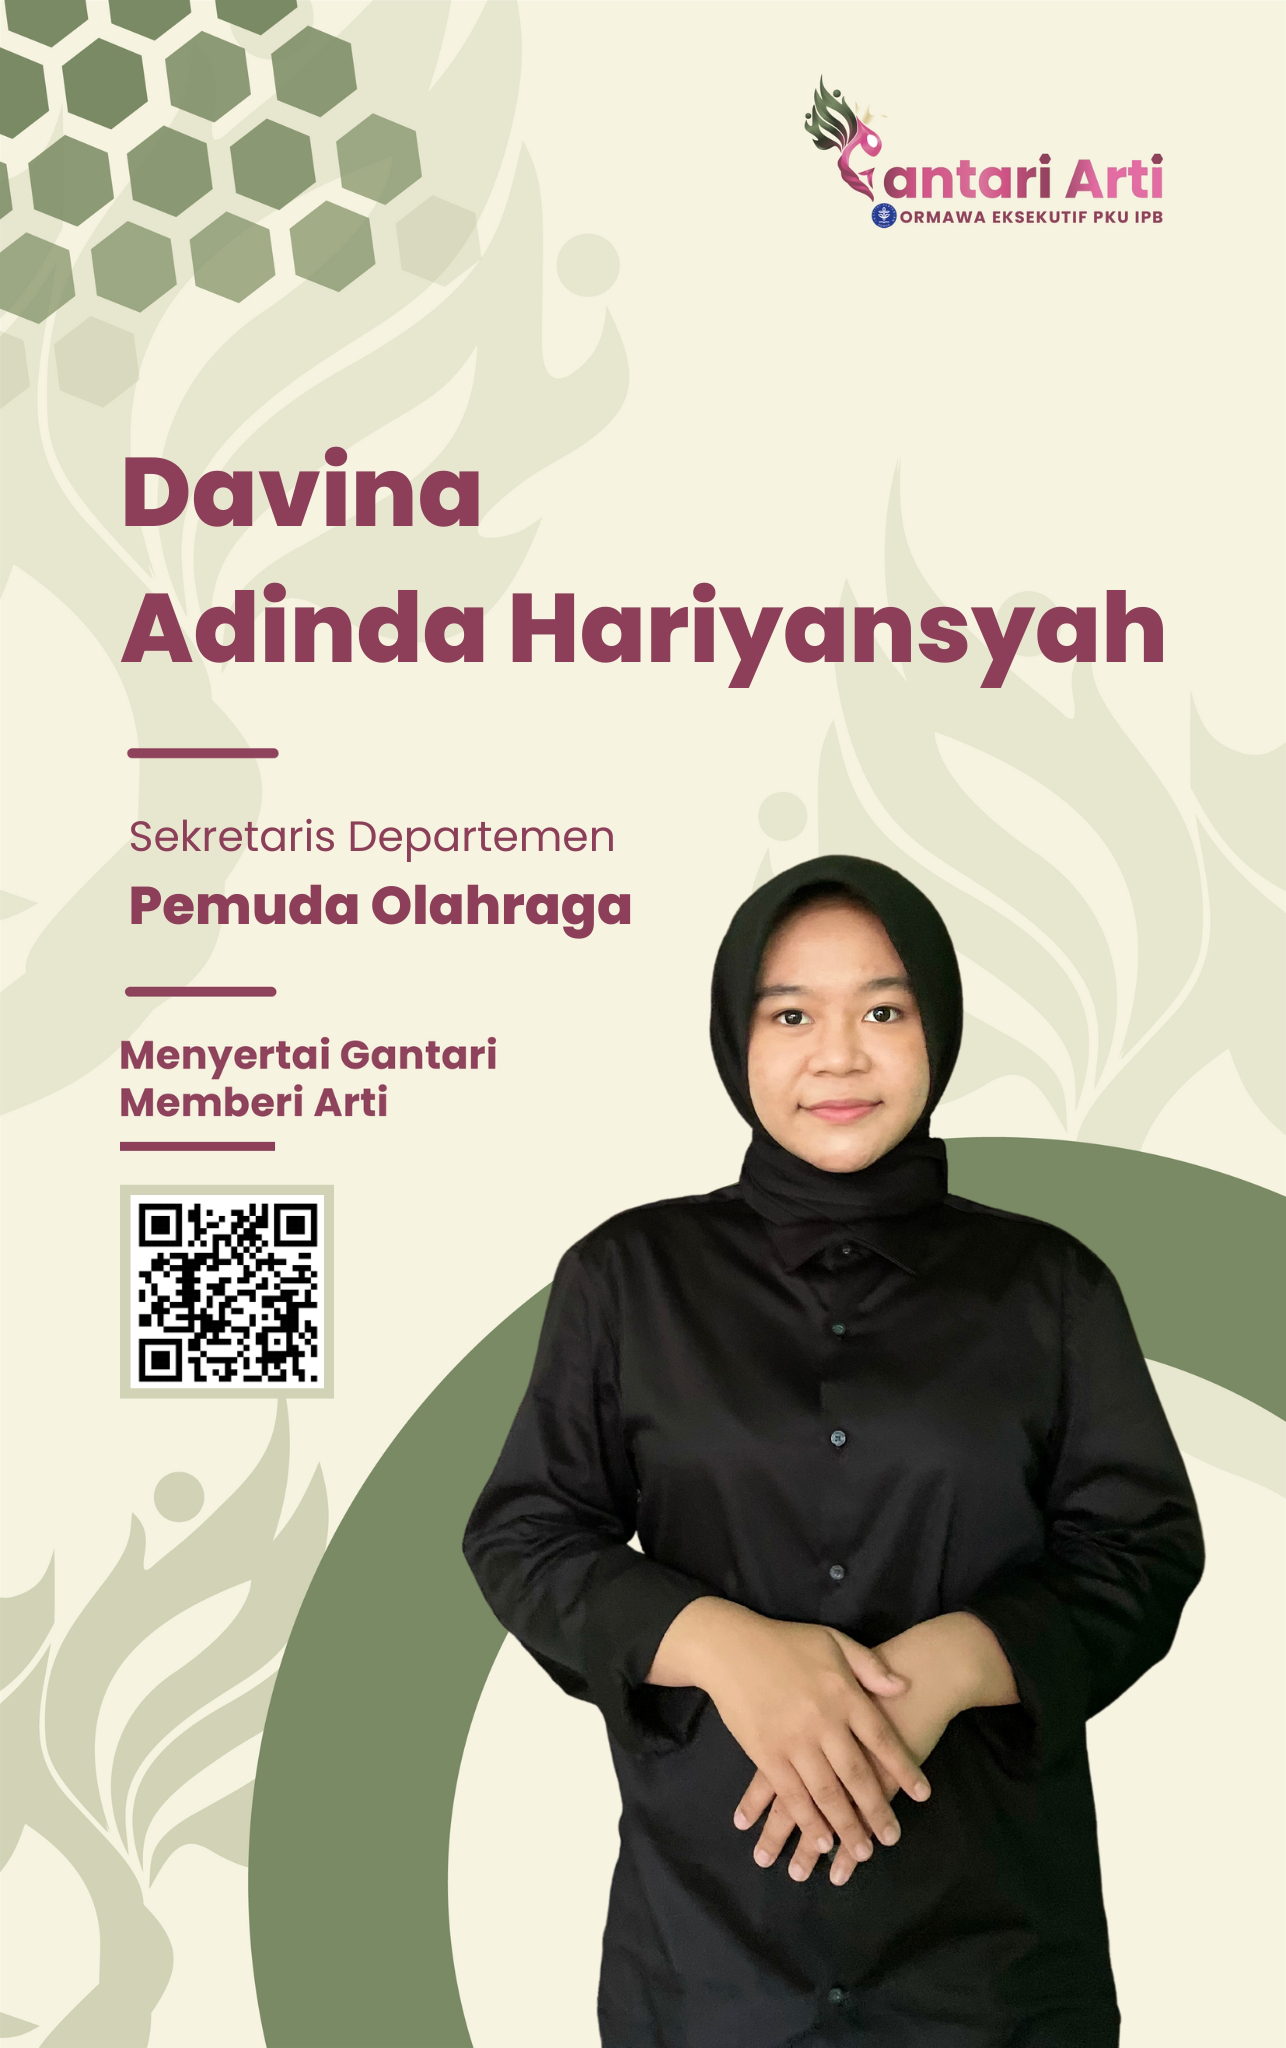 Gantari Arti
ORMAWA EKSEKUTIF PKU IPB
Davina
Adinda Hariyansyah
Sekretaris Departemen
Pemuda Olahraga
Menyertai Gantari
Memberi Arti